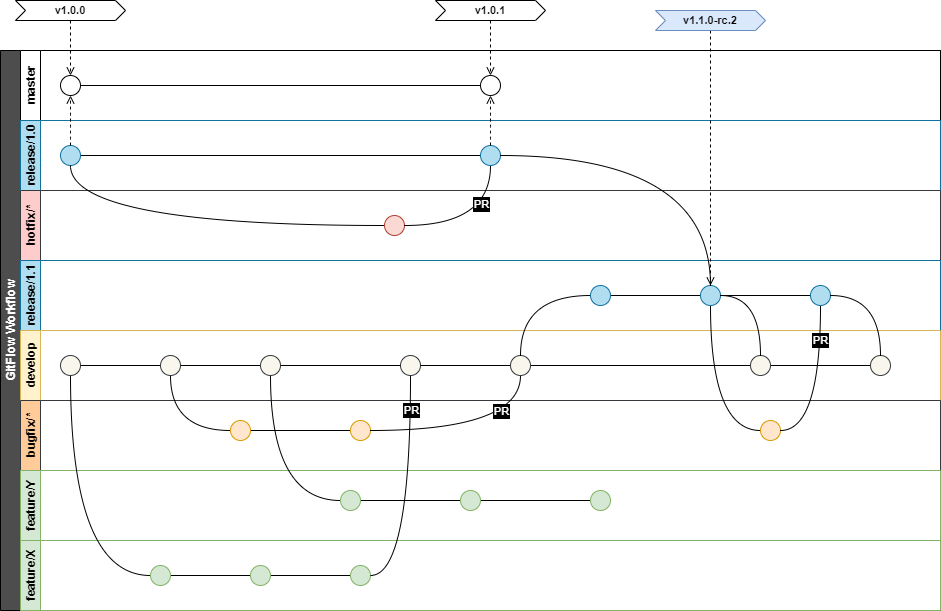 v1.0.0
v1.0.1
v1.1.0-rc.2
GitFlow Workflow
master
release/1.0
hotfix/*
PR
release/1.1
develop
PR
bugfix/*
PR
PR
feature/Y
feature/X